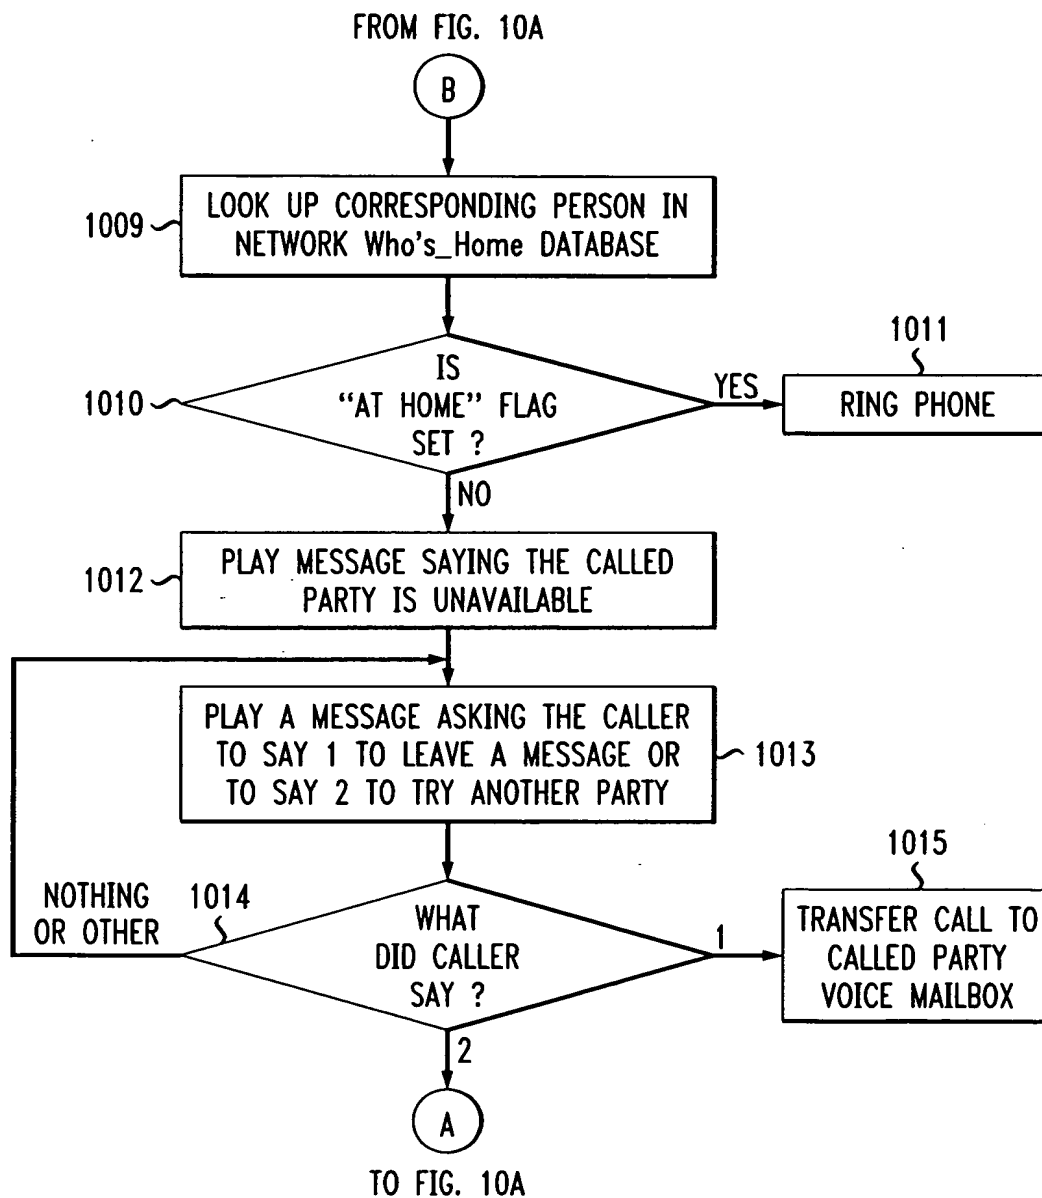 FROM FIG. 10A
B
1009
LOOK UP CORRESPONDING PERSON IN
NETWORK Who's_Home DATABASE
1010
IS
“AT HOME” FLAG
SET ?
YES
1011
RING PHONE
NO
1012
PLAY MESSAGE SAYING THE CALLED
PARTY IS UNAVAILABLE
PLAY A MESSAGE ASKING THE CALLER
TO SAY 1 TO LEAVE A MESSAGE OR
TO SAY 2 TO TRY ANOTHER PARTY
1013
NOTHING
OR OTHER
1014
WHAT
DID CALLER
SAY ?
1
1015
TRANSFER CALL TO
CALLED PARTY
VOICE MAILBOX
2
A
TO FIG. 10A